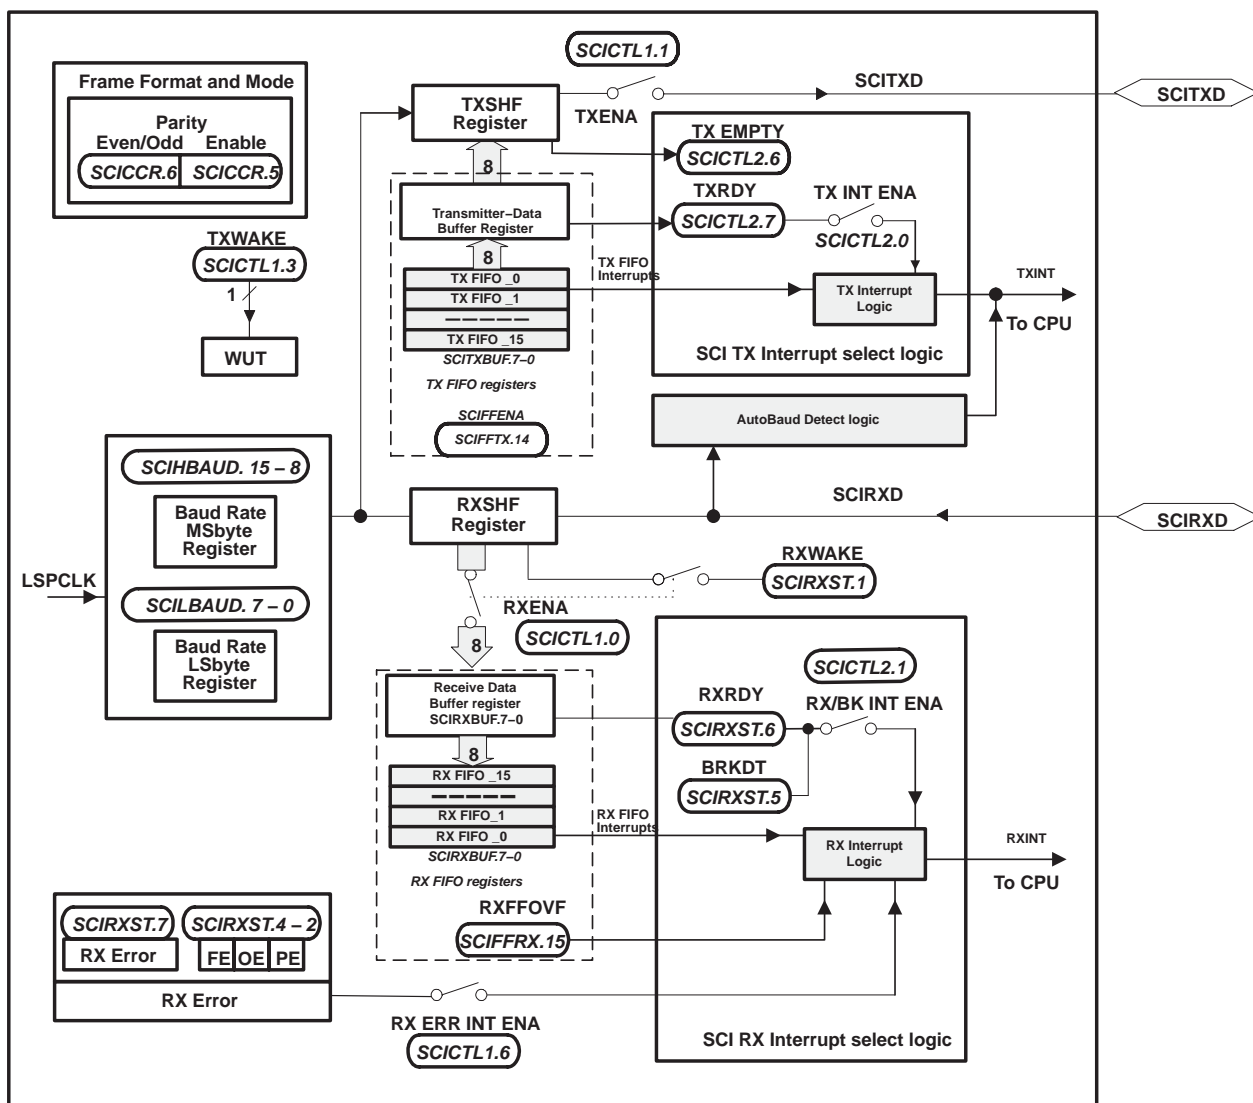 SCICTL1.1
Frame Format and Mode
Parity
Even/Odd Enable
SCICCR.6 SCICCR.5
TXSHF
Register
TXENA
SCITXD
SCITXD
TX EMPTY
SCICTL2.6
8
TXWAKE
SCICTL1.3
1
WUT
Transmitter–Data
Buffer Register
TXRDY
SCICTL2.7
TX INT ENA
SCICTL2.0
8
TX FIFO _0
TX FIFO _1
— — — — —
TX FIFO _15
SCITXBUF.7–0
TX FIFO registers
SCIFFENA
SCIFFTX.14
TX FIFO
Interrupts
TX Interrupt
Logic
TXINT
To CPU
SCI TX Interrupt select logic
AutoBaud Detect logic
SCIHBAUD. 15 – 8
Baud Rate
MSbyte
Register
LSPCLK
SCILBAUD. 7 – 0
Baud Rate
LSbyte
Register
RXSHF
Register
SCIRXD
SCIRXD
RXWAKE
SCIRXST.1
RXENA
SCICTL1.0
8
Receive Data
Buffer register
SCIRXBUF.7–0
8
RX FIFO _15
— — — — —
RX FIFO_1
RX FIFO _0
SCIRXBUF.7–0
RX FIFO registers
SCICTL2.1
RXRDY
SCIRXST.6
RX/BK INT ENA
BRKDT
SCIRXST.5
RX FIFO
Interrupts
RX Interrupt
Logic
RXINT
To CPU
RXFFOVF
SCIFFRX.15
SCIRXST.7 SCIRXST.4 – 2
RX Error FE OE PE
RX Error
RX ERR INT ENA
SCICTL1.6
SCI RX Interrupt select logic